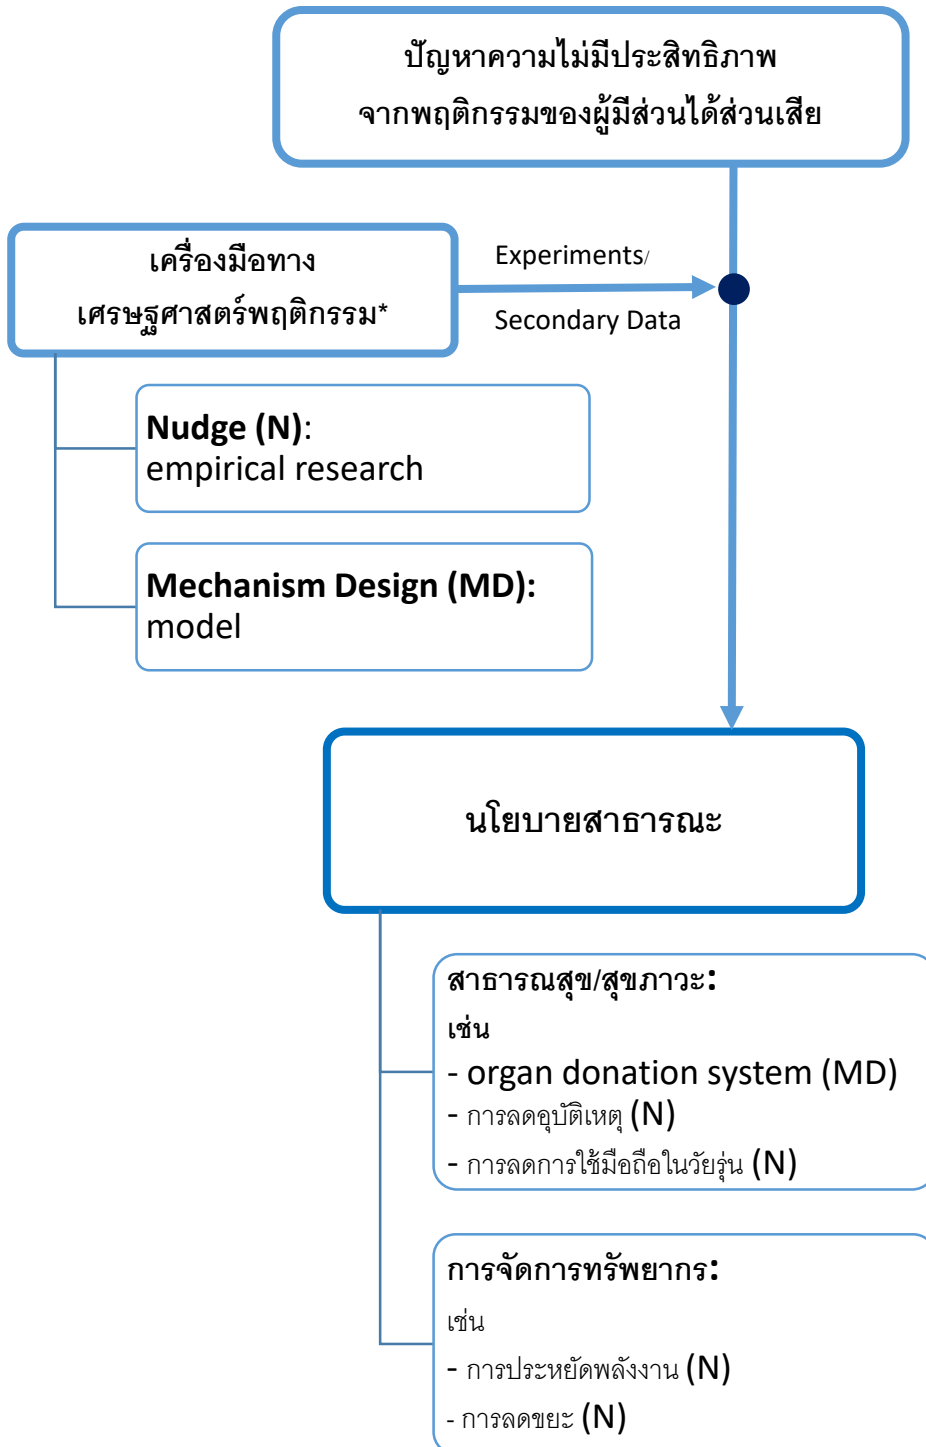 ปัญหาความไม่มีประสิทธิภาพ
จากพฤติกรรมของผู้มีส่วนได้ส่วนเสีย
เครื่องมือทาง
เศรษฐศาสตร์พฤติกรรม*
Experiments/
Secondary Data
Nudge (N):
empirical research
Mechanism Design (MD):
model
นโยบายสาธารณะ
สาธารณสุข/สุขภาวะ:
เช่น
- organ donation system (MD)
- การลดอุบัติเหตุ (N)
- การลดการใช้มือถือในวัยรุ่น (N)
การจัดการทรัพยากร:
เช่น
- การประหยัดพลังงาน (N)
- การลดขยะ (N)